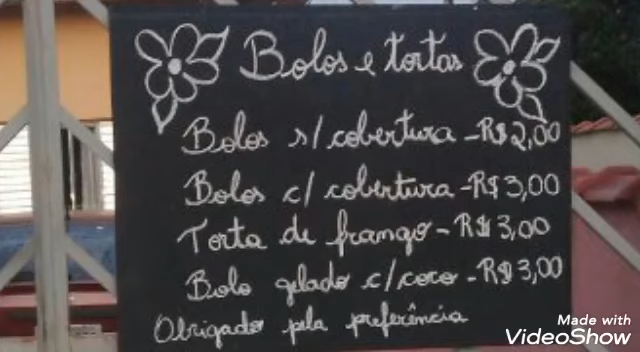 Bolos e tortas
Bolos s/ cobertura - R$ 2,00
Bolos c/ cobertura - R$ 3,00
Torta de frango - R$ 3,00
Bolo gelado c/ coco - R$ 3,00
Obrigado pela preferência
Made with
VideoShow